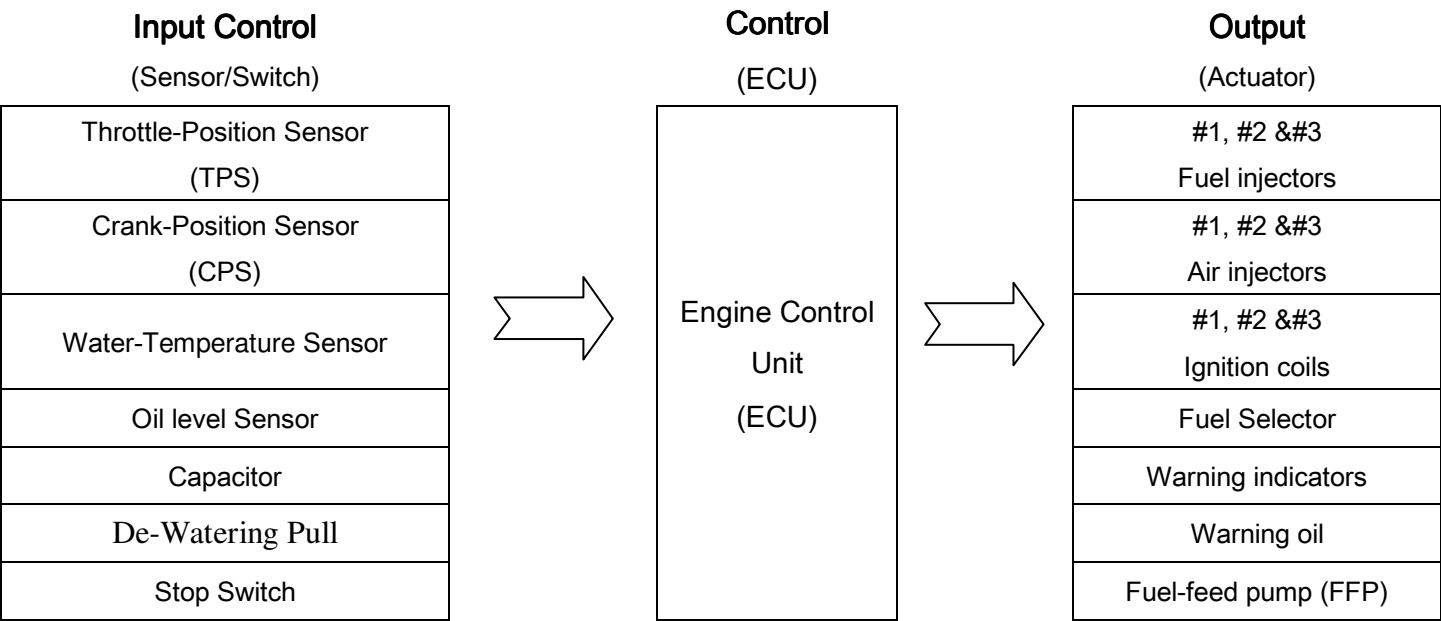 Input Control
(Sensor/Switch)
Throttle-Position Sensor
(TPS)
Crank-Position Sensor
(CPS)
Water-Temperature Sensor
Oil level Sensor
Capacitor
De-Watering Pull
Stop Switch
Control
(ECU)
Engine Control
Unit
(ECU)
Output
(Actuator)
#1, #2 &#3
Fuel injectors
#1, #2 &#3
Air injectors
#1, #2 &#3
Ignition coils
Fuel Selector
Warning indicators
Warning oil
Fuel-feed pump (FFP)